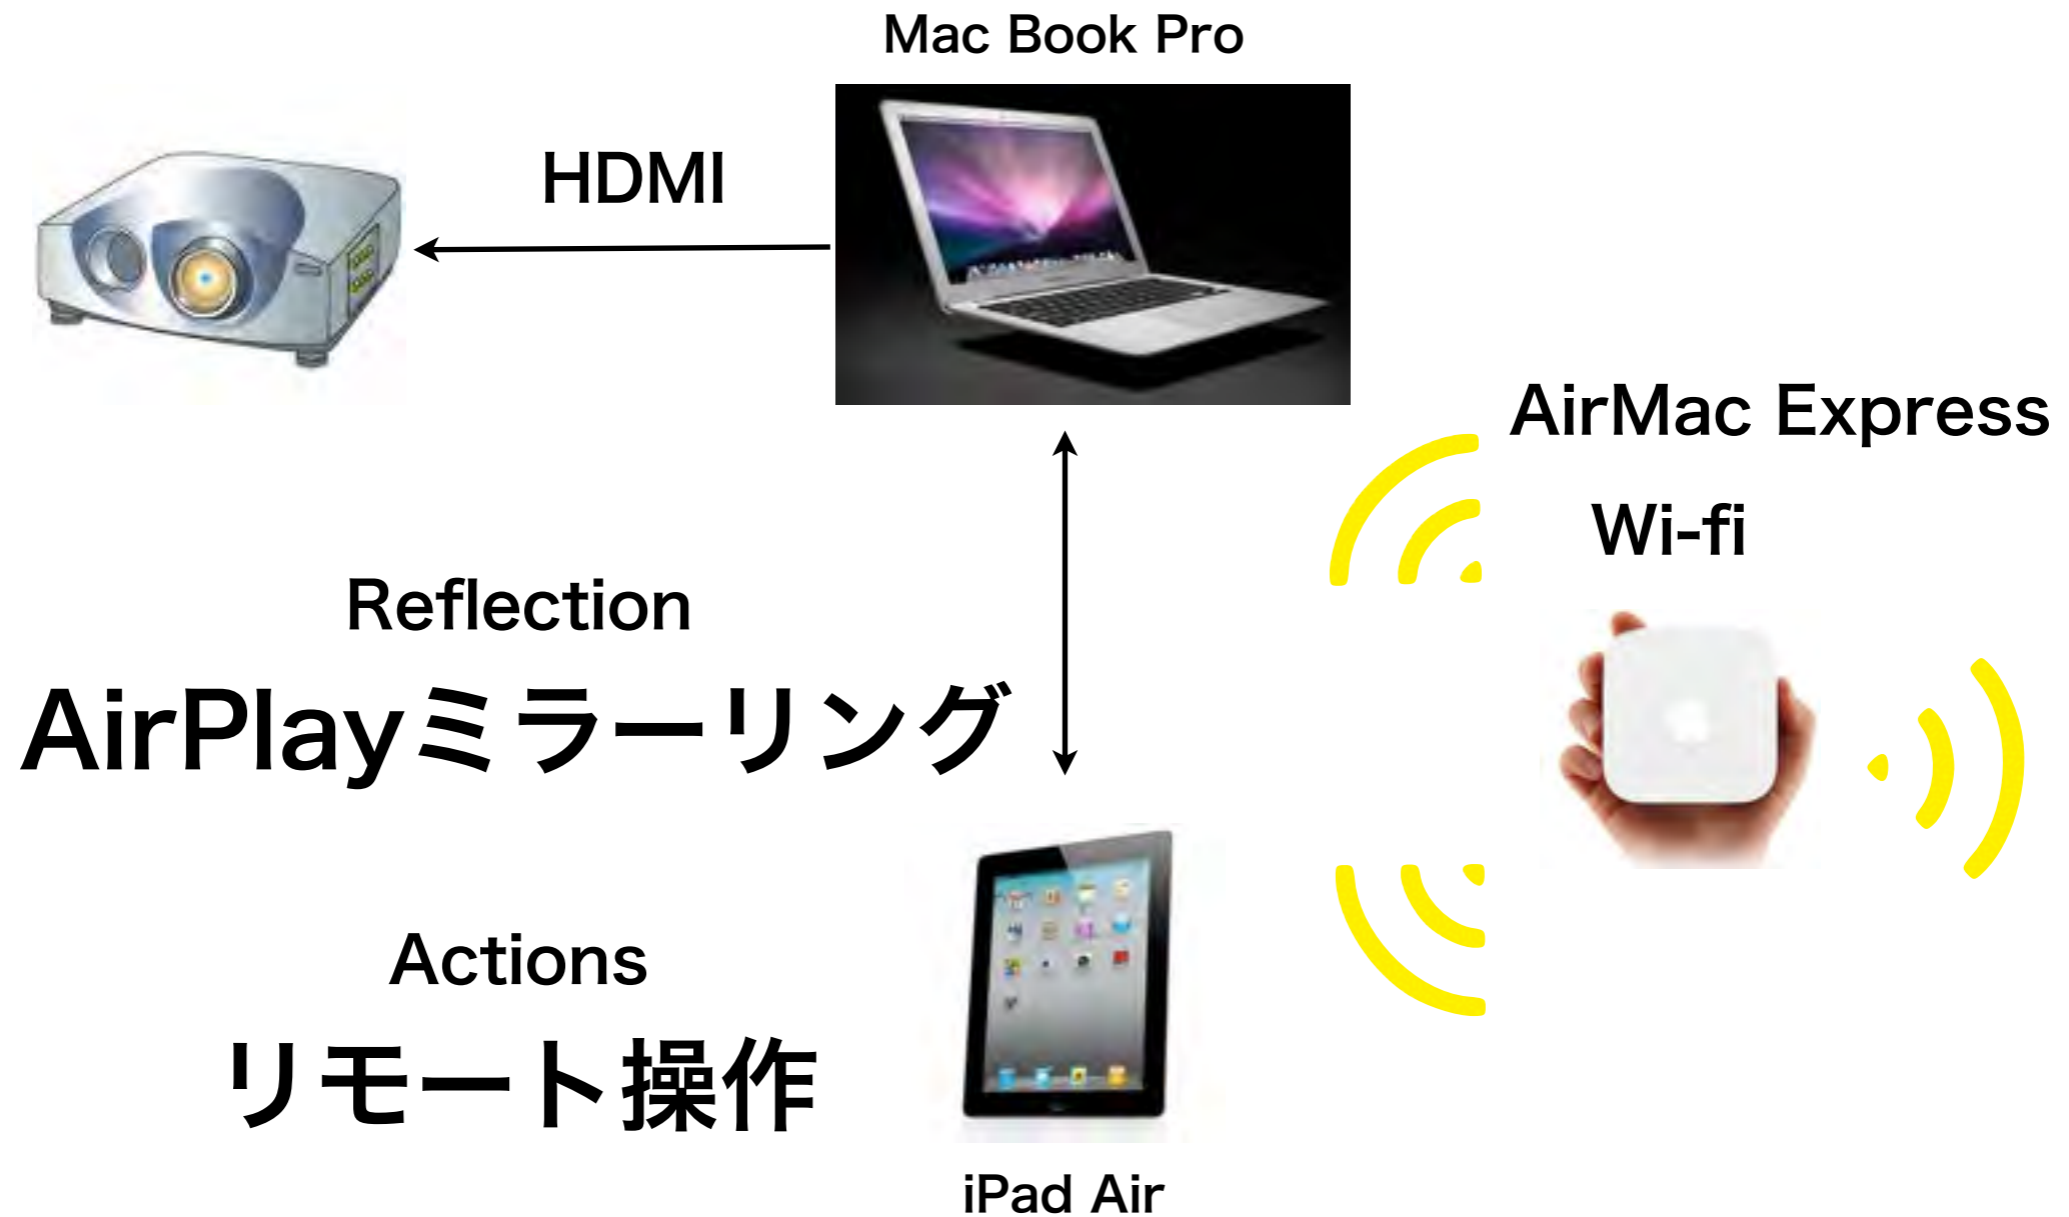 Mac Book Pro
HDMI
AirMac Express
Wi-fi
Reflection
AirPlayミラーリング
Actions
リモート操作
iPad Air